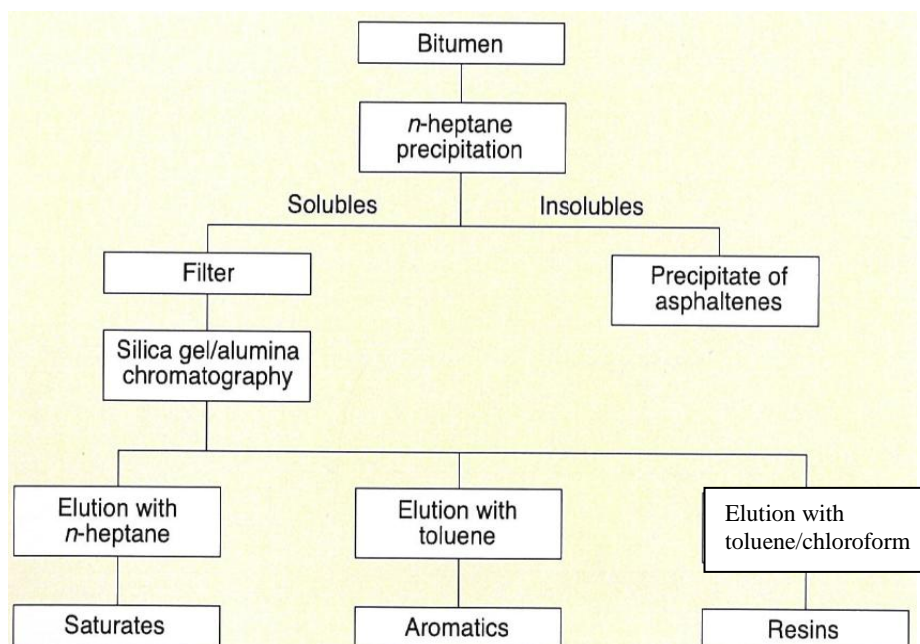 Bitumen
n-heptane
precipitation
Solubles
Insolubles
Filter
Precipitate of
asphaltenes
Silica gel/alumina
chromatography
Elution with
n-heptane
Elution with
toluene
Elution with
toluene/chloroform
Saturates
Aromatics
Resins